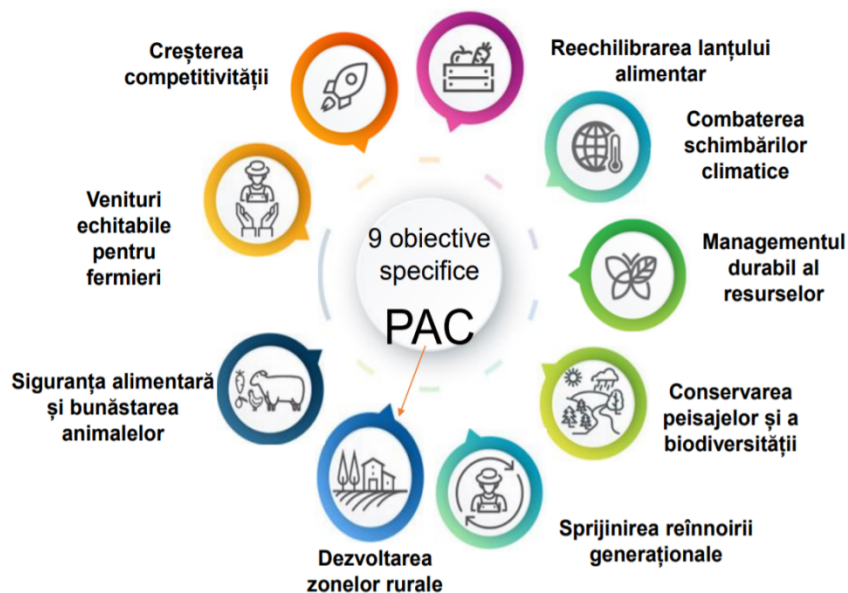 9 obiective
specifice
PAC
Creșterea
competitivității
Reechilibrarea lanțului
alimentar
Combaterea
schimbărilor
climatice
Managementul
durabil al
resurselor
Conservarea
peisajelor și a
biodiversității
Sprijinirea reînnoirii
generaționale
Dezvoltarea
zonelor rurale
Siguranța alimentară
și bunăstarea
animalelor
Venituri
echitabile
pentru
fermieri